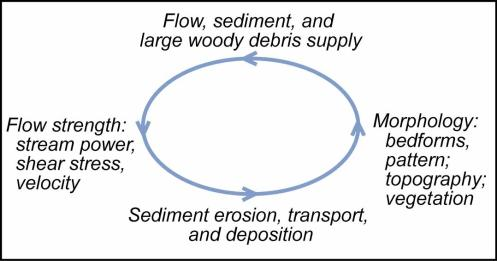 Flow, sediment, and
large woody debris supply
Flow strength:
stream power,
shear stress,
velocity
Morphology:
bedforms,
pattern;
topography;
vegetation
Sediment erosion, transport,
and deposition